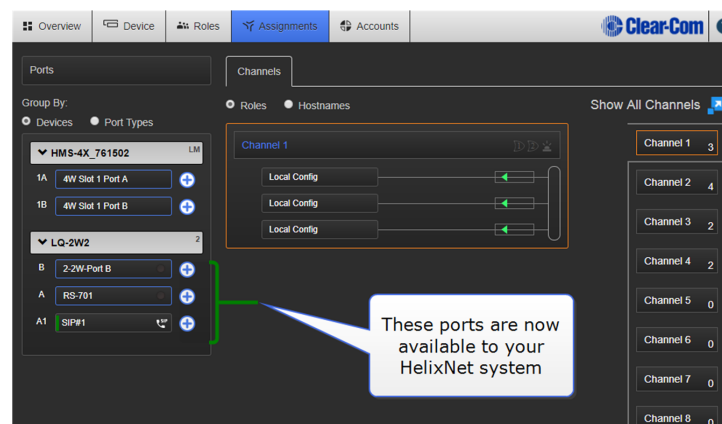 Overview
Device
Roles
Assignments
Accounts
Clear-Com
Ports
Channels
Group By:
Devices
Port Types
Roles
Hostnames
Show All Channels
HMS-4X_761502
LM
1A
4W Slot 1 Port A
1B
4W Slot 1 Port B
LQ-2W2
2
B
2-2W-Port B
A
RS-701
A1
SIP#1
SIP
Channel 1
Local Config
Local Config
Local Config
Channel 1
3
Channel 2
4
Channel 3
2
Channel 4
2
Channel 5
0
Channel 6
0
Channel 7
0
Channel 8
0
These ports are now
available to your
HelixNet system